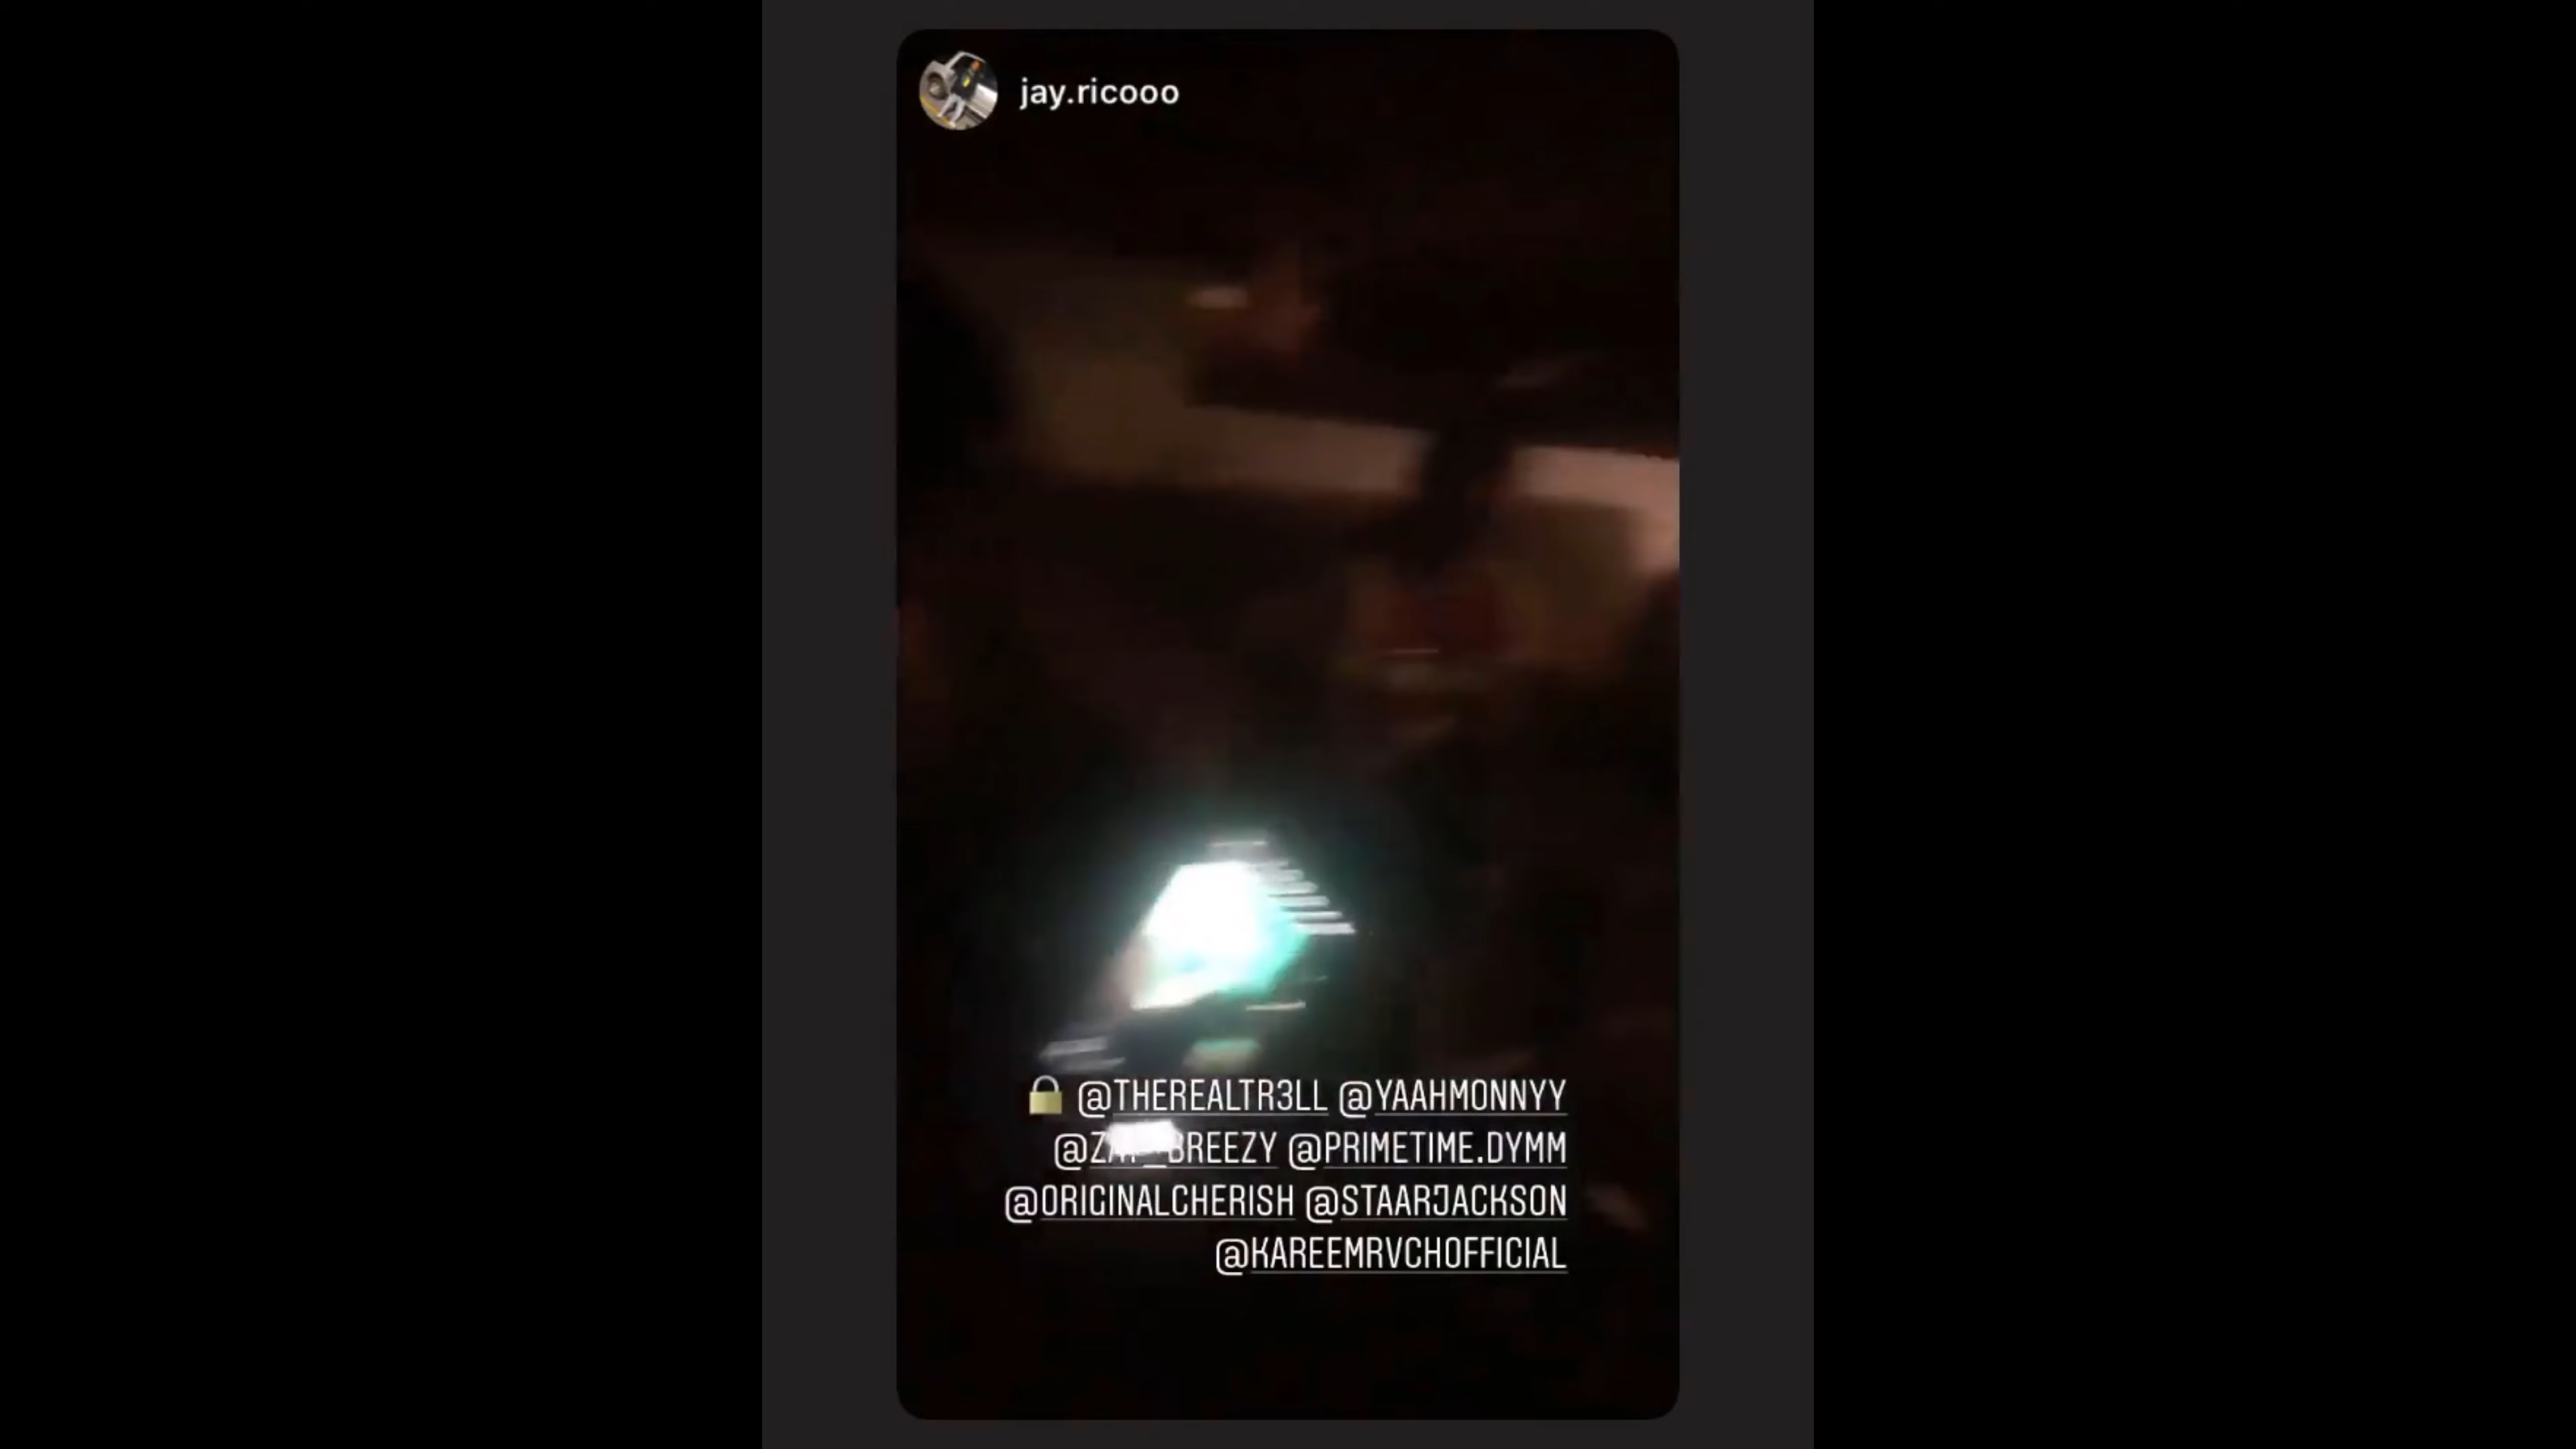 jay.ricooo
🔒 @THEREALTR3LL @YAAHMONNYY
@PRIMETIME.DYMM
@ORIGINALCHERISH @STAARJACKSON
@KAREEMRVCHOFFICIAL